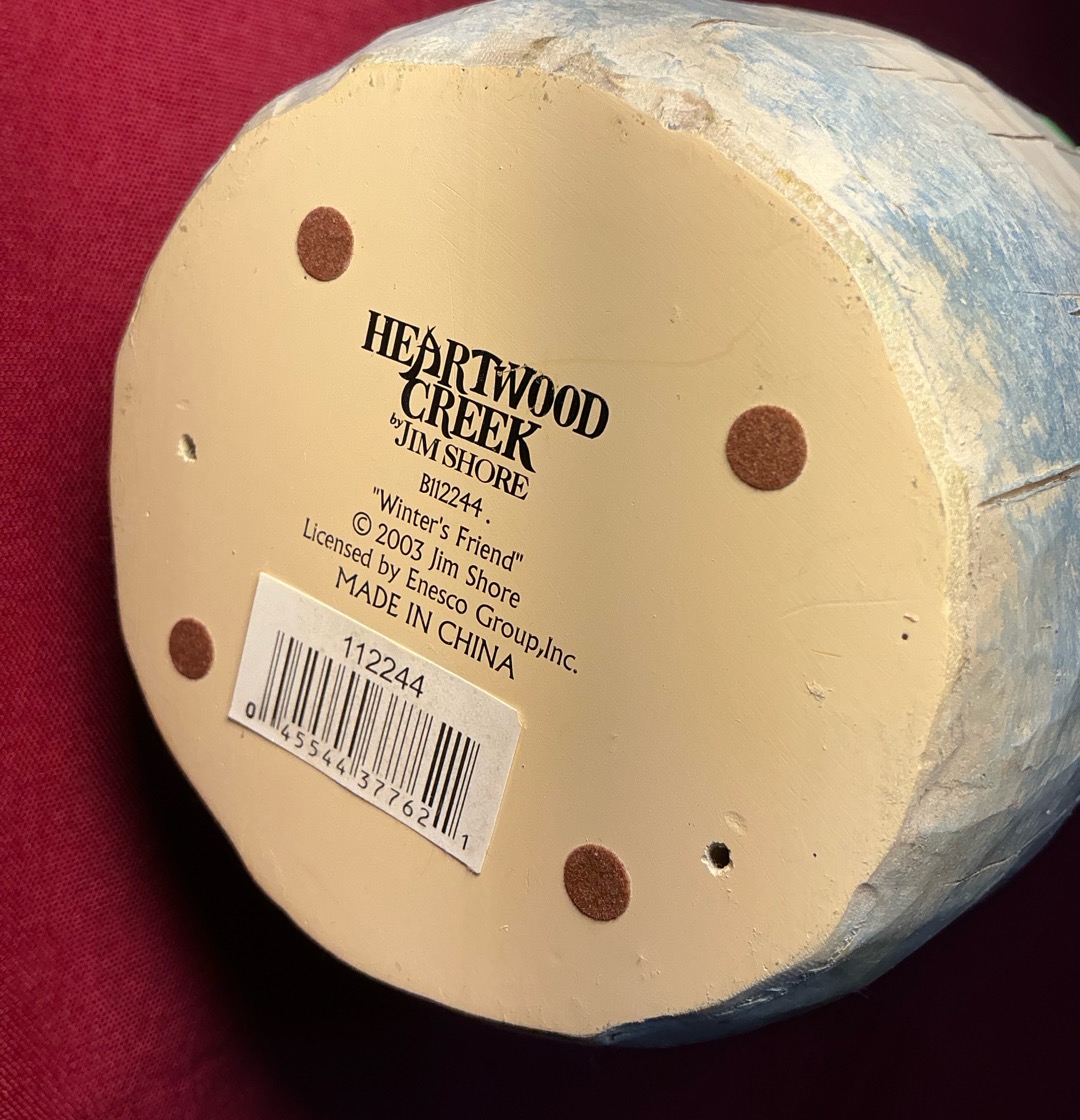 HEARTWOOD
CREEK
by JIM SHORE
B112244.
"Winter's Friend"
© 2003 Jim Shore
Licensed by Enesco Group,Inc.
MADE IN CHINA
112244
0 45544 37762 1